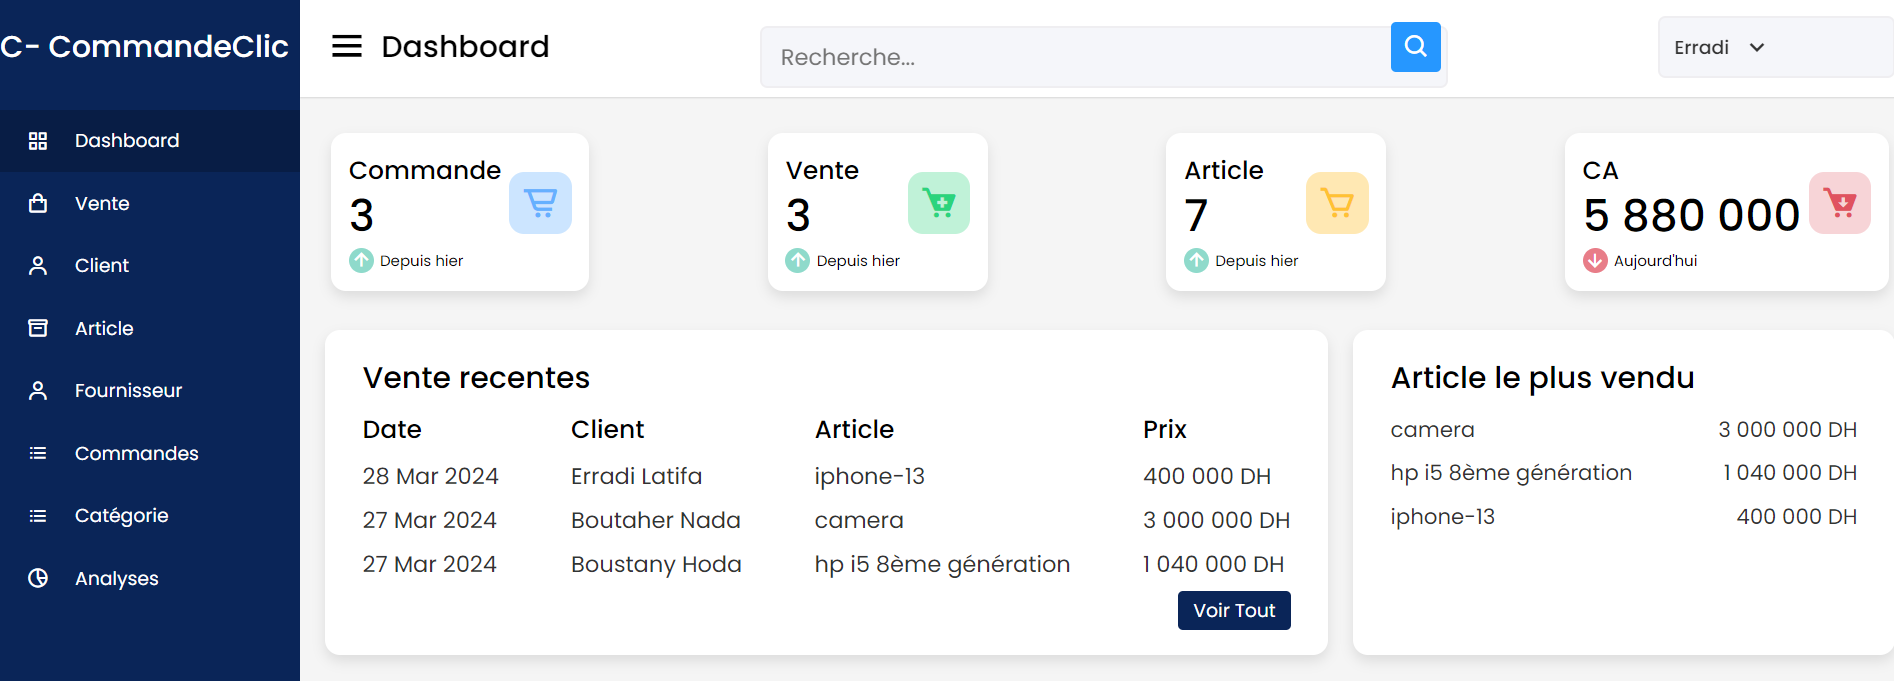 C- CommandeClic
Dashboard
Vente
Client
Article
Fournisseur
Commandes
Catégorie
Analyses
Dashboard
Recherche...
Erradi
Commande
3
Depuis hier
Vente
3
Depuis hier
Article
7
Depuis hier
CA
5 880 000
Aujourd'hui
Vente recentes
Date Client Article Prix
28 Mar 2024 Erradi Latifa iphone-13 400 000 DH
27 Mar 2024 Boutaher Nada camera 3 000 000 DH
27 Mar 2024 Boustany Hoda hp i5 8ème génération 1 040 000 DH
Voir Tout
Article le plus vendu
camera 3 000 000 DH
hp i5 8ème génération 1 040 000 DH
iphone-13 400 000 DH